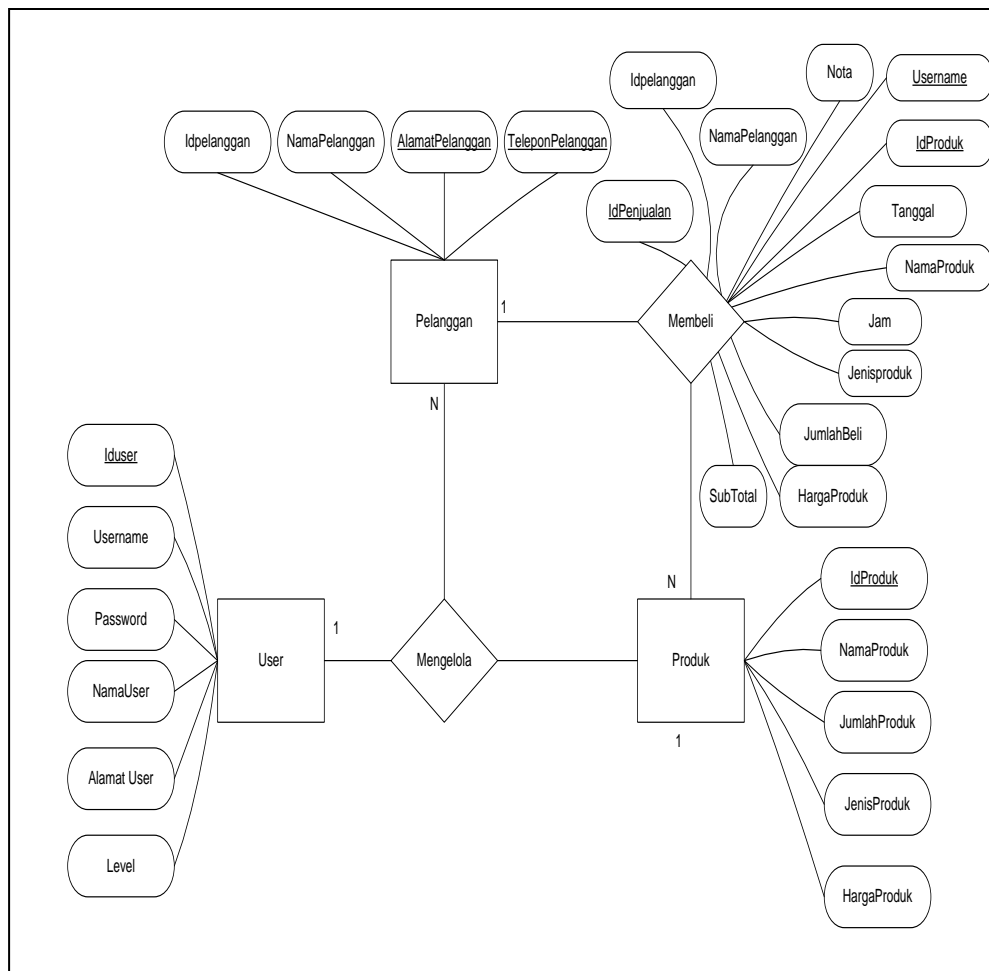 Idpelanggan
Nota
Username
Idpelanggan
NamaPelanggan
AlamatPelanggan
TeleponPelanggan
NamaPelanggan
IdProduk
IdPenjualan
Tanggal
NamaProduk
Pelanggan
1
Membeli
Jam
Jenisproduk
N
JumlahBeli
Iduser
SubTotal
HargaProduk
Username
N
IdProduk
Password
1
User
Mengelola
Produk
NamaProduk
NamaUser
JumlahProduk
1
Alamat User
JenisProduk
Level
HargaProduk